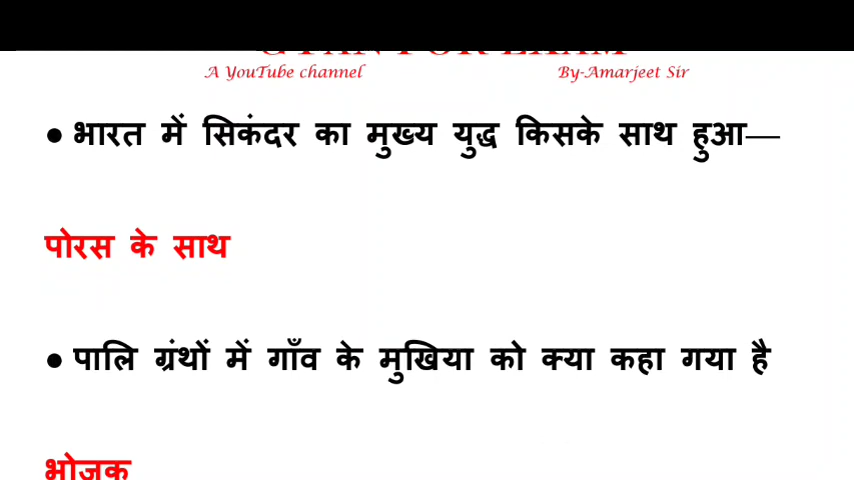 A YouTube channel By-Amarjeet Sir
● भारत में सिकंदर का मुख्य युद्ध किसके साथ हुआ—
पोरस के साथ
● पालि ग्रंथों में गाँव के मुखिया को क्या कहा गया है
भोजक